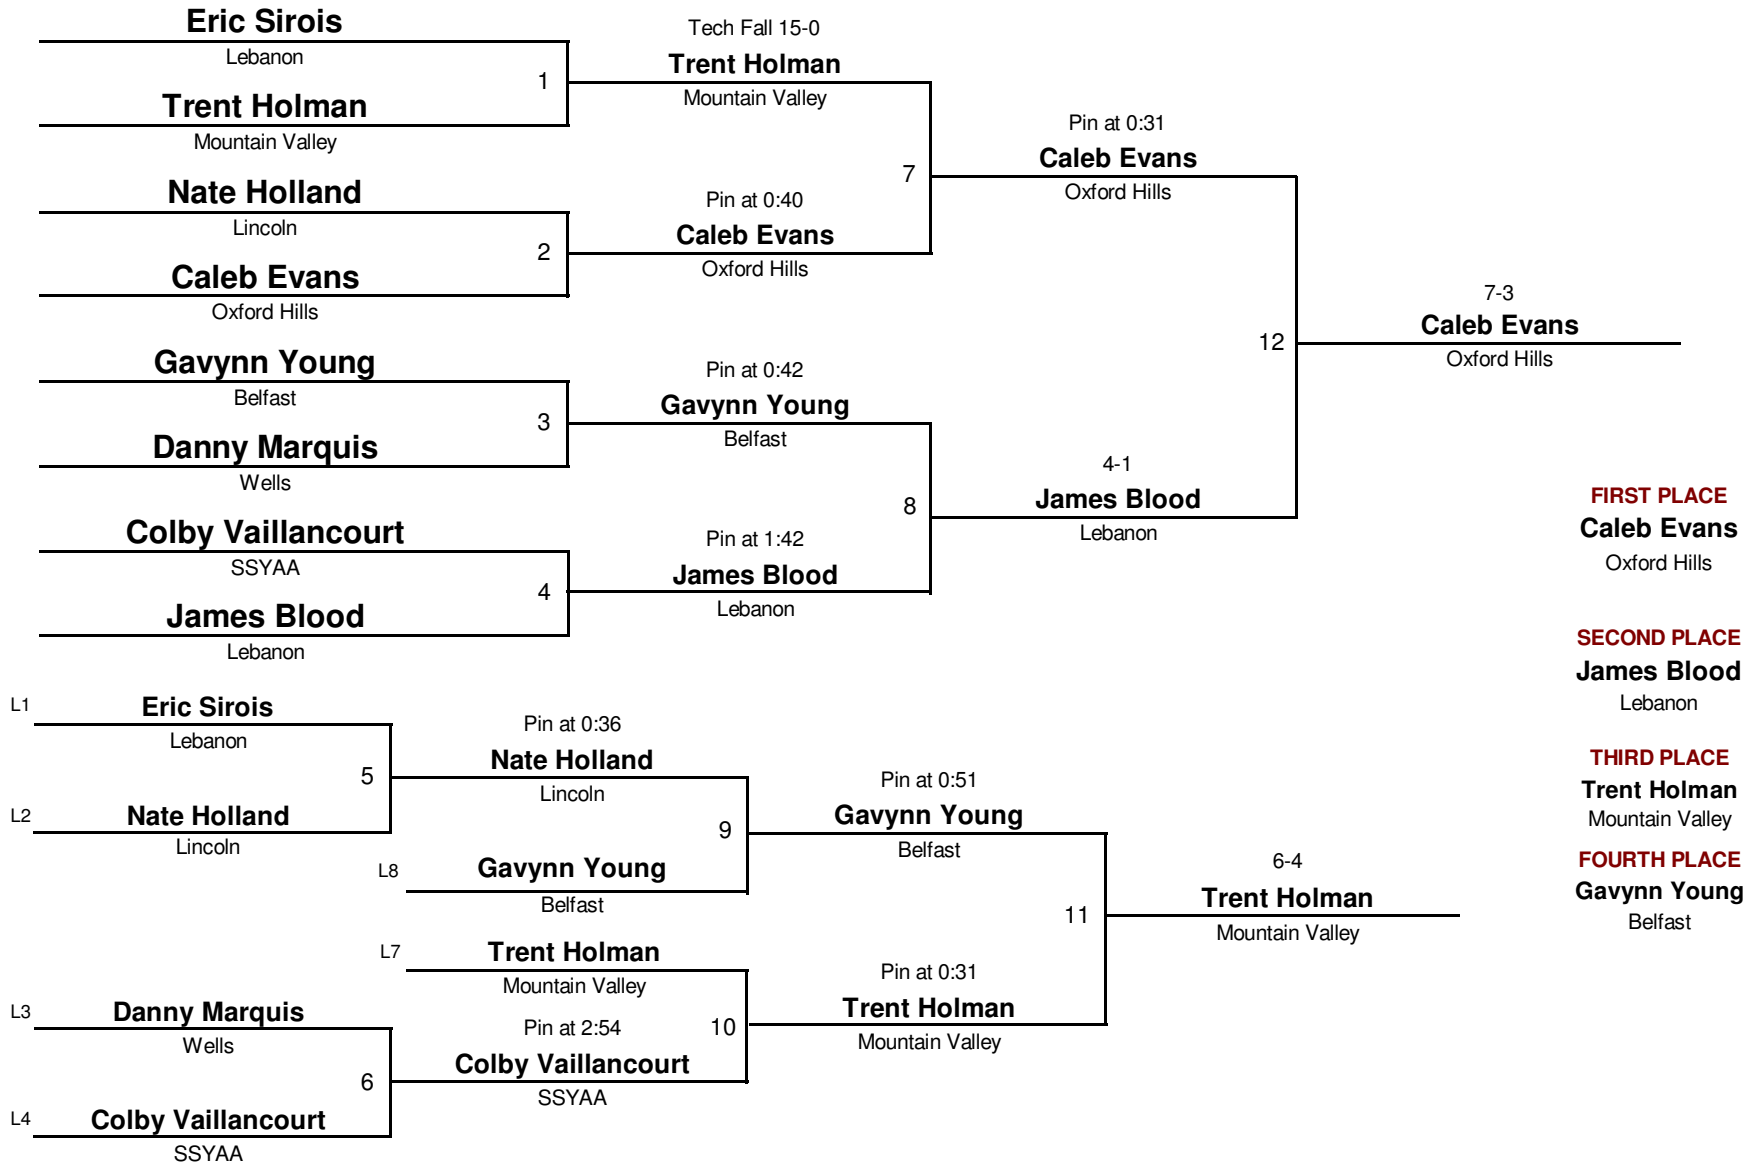 Eric Sirois
Lebanon
1
Trent Holman
Mountain Valley
Tech Fall 15-0
Trent Holman
Mountain Valley
Nate Holland
Lincoln
2
Caleb Evans
Oxford Hills
Pin at 0:40
Caleb Evans
Oxford Hills
7
Pin at 0:31
Caleb Evans
Oxford Hills
Gavynn Young
Belfast
3
Danny Marquis
Wells
Pin at 0:42
Gavynn Young
Belfast
Colby Vaillancourt
SSYAA
4
James Blood
Lebanon
Pin at 1:42
James Blood
Lebanon
8
4-1
James Blood
Lebanon
12
7-3
Caleb Evans
Oxford Hills
L1
Eric Sirois
Lebanon
5
L2
Nate Holland
Lincoln
Pin at 0:36
Nate Holland
Lincoln
9
L8
Gavynn Young
Belfast
Pin at 0:51
Gavynn Young
Belfast
L7
Trent Holman
Mountain Valley
L3
Danny Marquis
Wells
6
L4
Colby Vaillancourt
SSYAA
Pin at 2:54
Colby Vaillancourt
SSYAA
10
Pin at 0:31
Trent Holman
Mountain Valley
11
6-4
Trent Holman
Mountain Valley
FIRST PLACE
Caleb Evans
Oxford Hills
SECOND PLACE
James Blood
Lebanon
THIRD PLACE
Trent Holman
Mountain Valley
FOURTH PLACE
Gavynn Young
Belfast